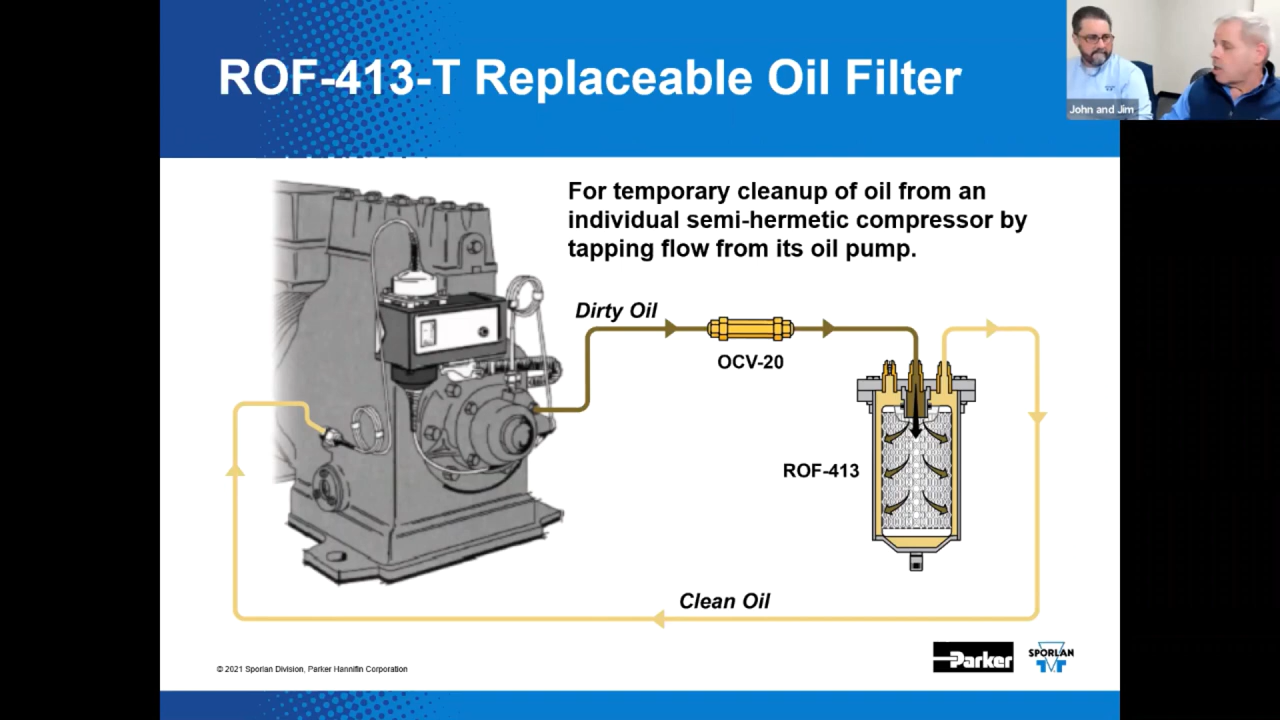 ROF-413-T Replaceable Oil Filter
John and Jim
For temporary cleanup of oil from an
individual semi-hermetic compressor by
tapping flow from its oil pump.
Dirty Oil
OCV-20
ROF-413
Clean Oil
© 2021 Sporlan Division, Parker Hannifin Corporation
Parker
SPORLAN